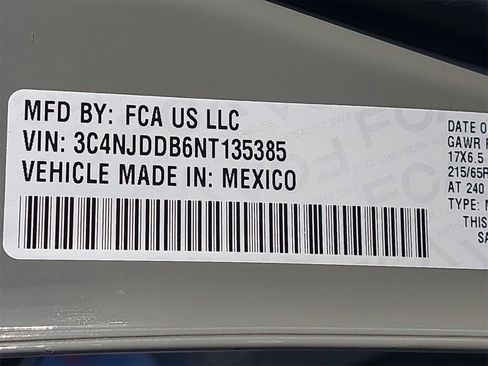 MFD BY: FCA US LLC
VIN: 3C4NJDDB6NT135385
VEHICLE MADE IN: MEXICO
DATE O
GAWR F
17X6.5
215/65R
AT 240
TYPE:
THIS
SA